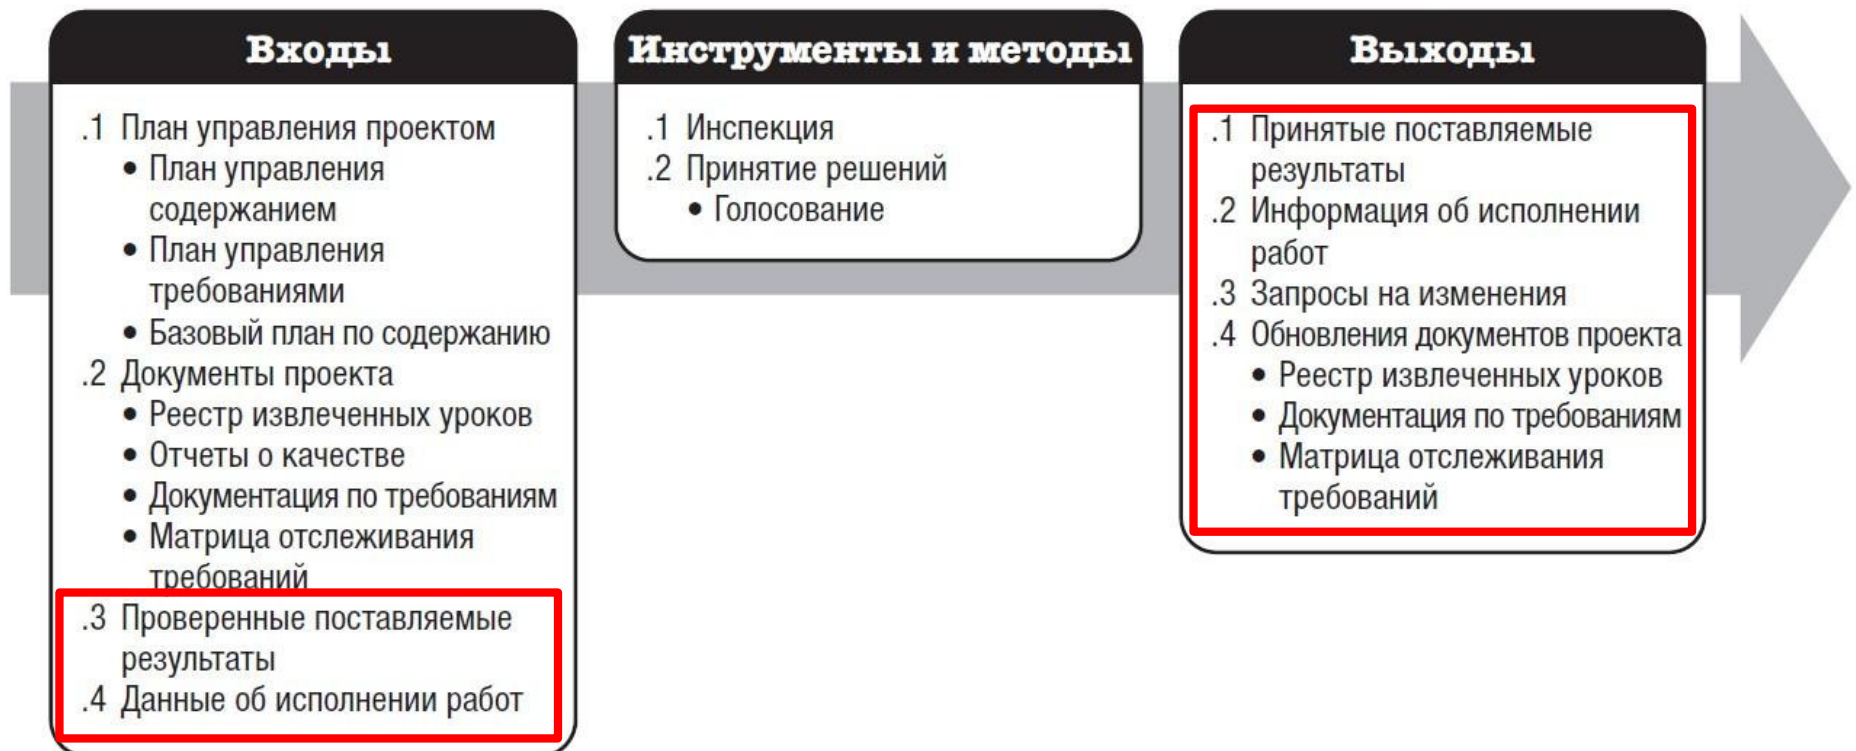 Входы
.1 План управления проектом
• План управления
содержанием
• План управления
требованиями
• Базовый план по содержанию
.2 Документы проекта
• Реестр извлеченных уроков
• Отчеты о качестве
• Документация по требованиям
• Матрица отслеживания
требований
.3 Проверенные поставляемые
результаты
.4 Данные об исполнении работ
Инструменты и методы
.1 Инспекция
.2 Принятие решений
• Голосование
Выходы
.1 Принятые поставляемые
результаты
.2 Информация об исполнении
работ
.3 Запросы на изменения
.4 Обновления документов проекта
• Реестр извлеченных уроков
• Документация по требованиям
• Матрица отслеживания
требований